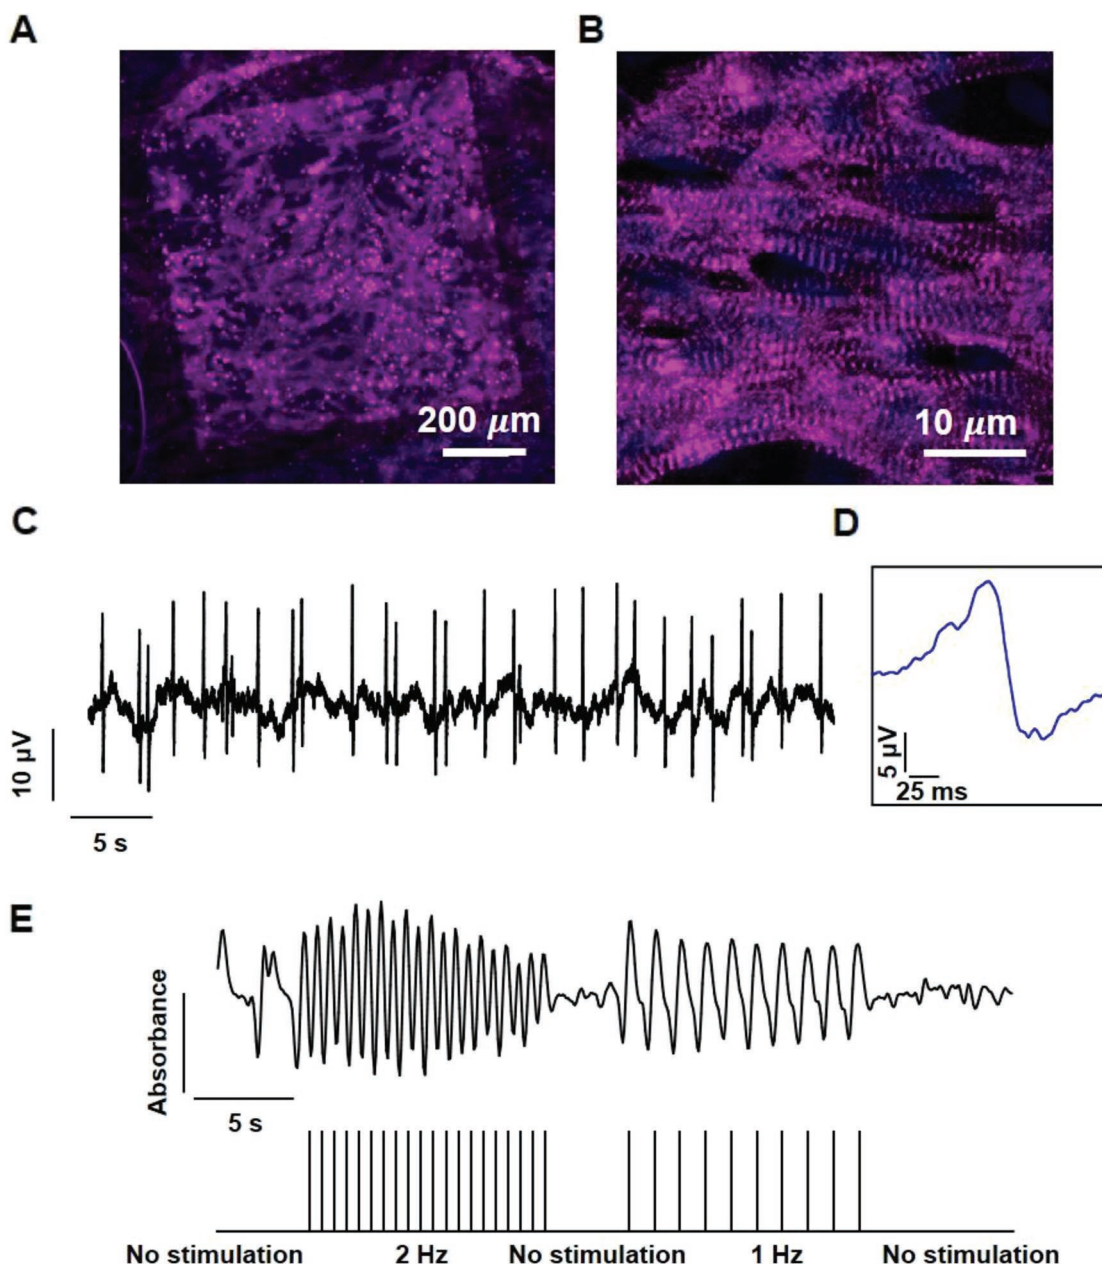 A
B
200 μm
10 μm
C
D
10 μV
5 s
5 μV
25 ms
E
Absorbance
5 s
No stimulation 2 Hz No stimulation 1 Hz No stimulation